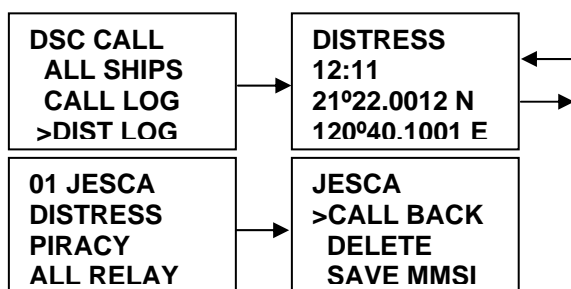 DSC CALL
ALL SHIPS
CALL LOG
>DIST LOG
DISTRESS
12:11
21º22.0012 N
120º40.1001 E
01 JESCA
DISTRESS
PIRACY
ALL RELAY
JESCA
>CALL BACK
DELETE
SAVE MMSI